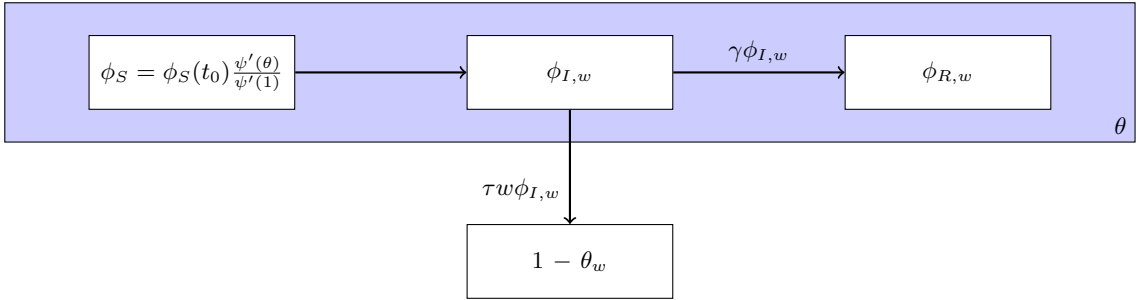 γϕ_{I,w}
ϕ_S = ϕ_S(t_0) ψ′(θ)/ψ′(1)
ϕ_{I,w}
ϕ_{R,w}
θ
τwϕ_{I,w}
1 − θ_w